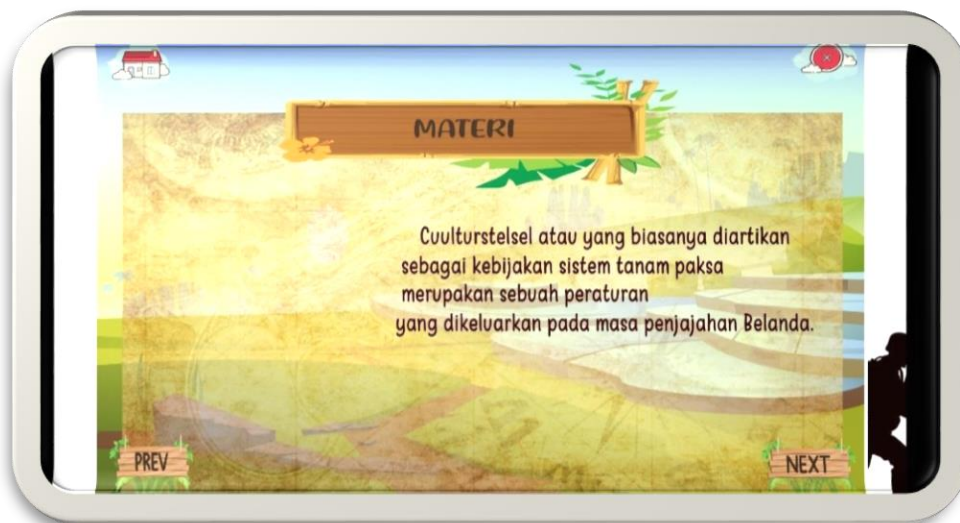 MATERI
Cuulturstelsel atau yang biasanya diartikan
sebagai kebijakan sistem tanam paksa
merupakan sebuah peraturan
yang dikeluarkan pada masa penjajahan Belanda.
PREV
NEXT